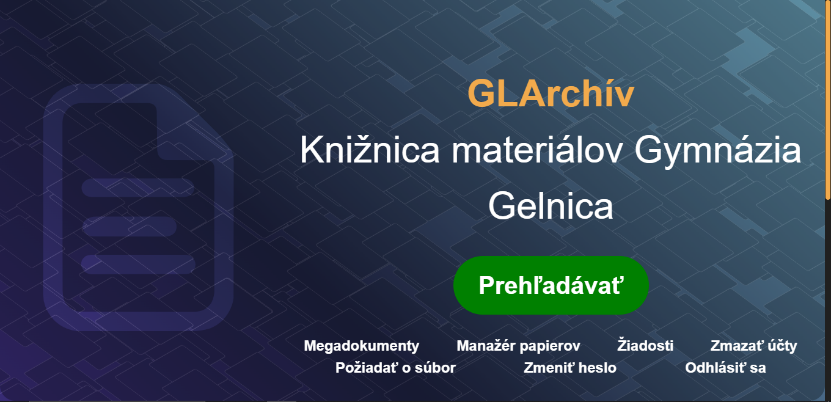 GLArchív
Knižnica materiálov Gymnázia
Gelnica
Prehľadávať
Megadokumenty Manažér papierov Žiadosti Zmazať účty
Požiadať o súbor Zmeniť heslo Odhlásiť sa